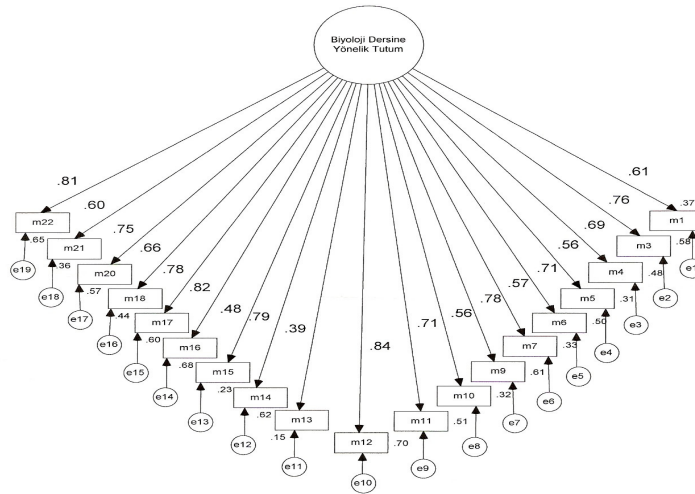 Biyoloji Dersine
Yönelik Tutum
.81
.60
.75
.66
.78
.82
.48
.79
.39
.84
.71
.56
.78
.57
.71
.56
.69
.76
.61
m22
.65
e19
m21
.36
e18
m20
.57
e17
m18
.44
e16
m17
.60
e15
m16
.68
e14
m15
.23
e13
m14
.62
e12
m13
.15
e11
m12
.70
e10
m11
e9
m10
.51
e8
m9
.32
e7
m7
.61
e6
m6
.33
e5
m5
.50
e4
m4
.31
e3
m3
.48
e2
m1
.37
.58